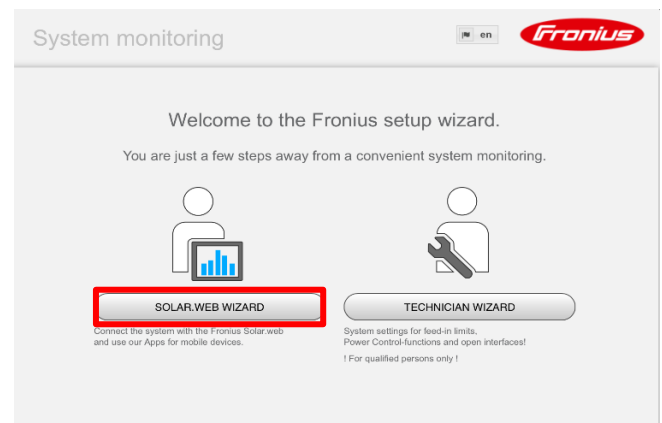 System monitoring
en
Fronius
Welcome to the Fronius setup wizard.
You are just a few steps away from a convenient system monitoring.
SOLAR.WEB WIZARD
Connect the system with the Fronius Solar.web
and use our Apps for mobile devices.
TECHNICIAN WIZARD
System settings for feed-in limits,
Power Control-functions and open interfaces!
! For qualified persons only !